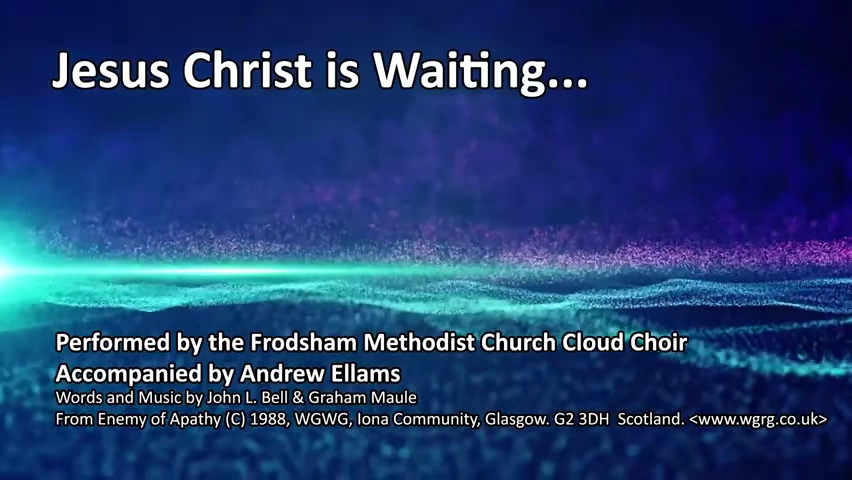 Jesus Christ is Waiting...
Performed by the Frodsham Methodist Church Cloud Choir
Accompanied by Andrew Ellams
Words and Music by John L. Bell & Graham Maule
From Enemy of Apathy (C) 1988, WGWG, Iona Community, Glasgow. G2 3DH  Scotland. <www.wgrg.co.uk>